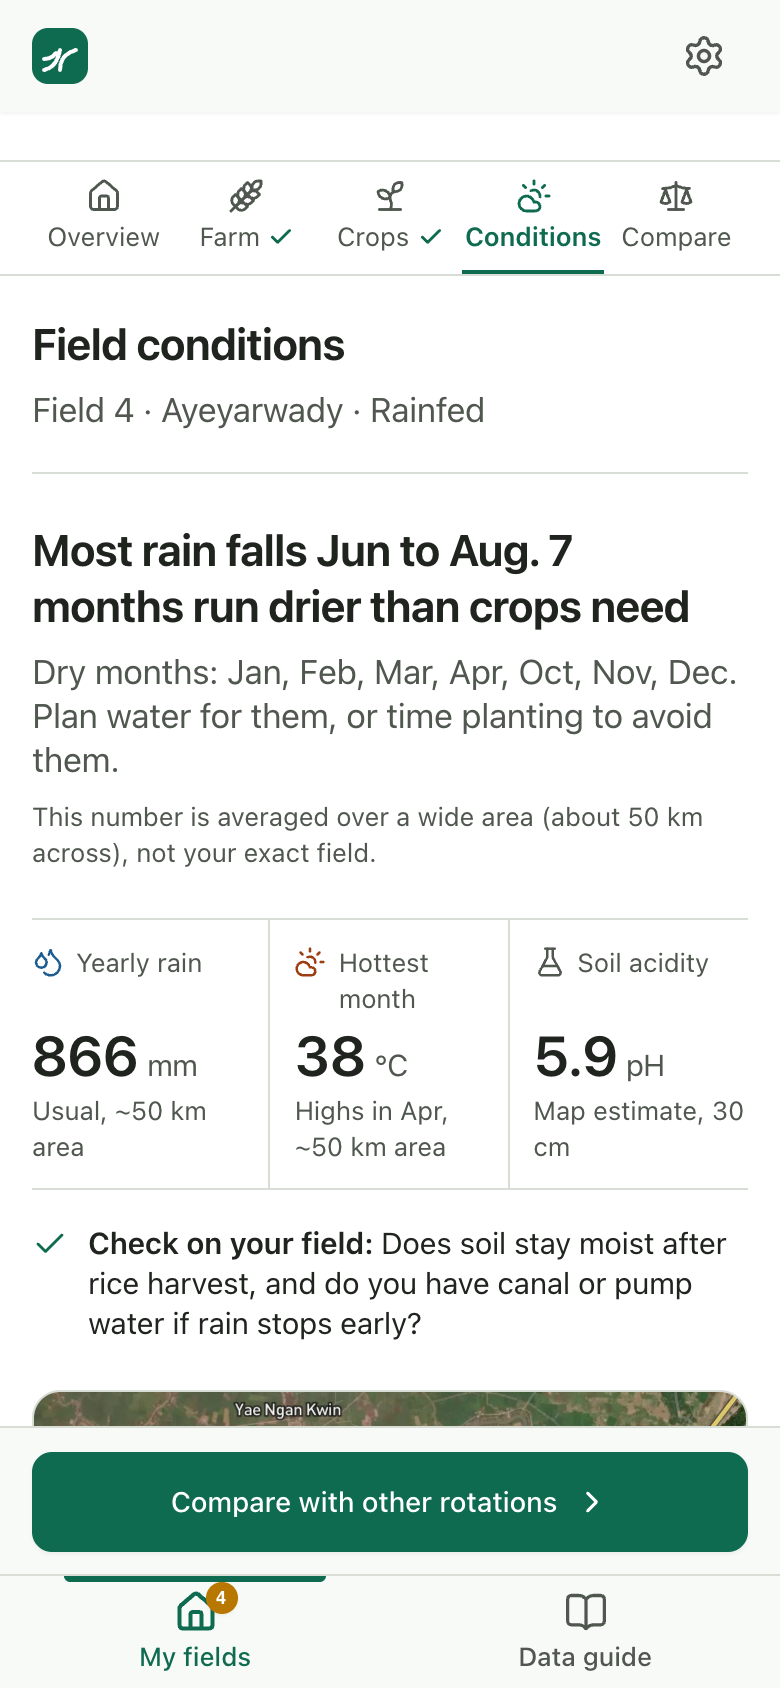 Overview
Farm
Crops
Conditions
Compare
Field conditions
Field 4 · Ayeyarwady · Rainfed
Most rain falls Jun to Aug. 7
months run drier than crops need
Dry months: Jan, Feb, Mar, Apr, Oct, Nov, Dec.
Plan water for them, or time planting to avoid
them.
This number is averaged over a wide area (about 50 km
across), not your exact field.
Yearly rain
866 mm
Usual, ~50 km
area
Hottest
month
38 °C
Highs in Apr,
~50 km area
Soil acidity
5.9 pH
Map estimate, 30
cm
Check on your field: Does soil stay moist after
rice harvest, and do you have canal or pump
water if rain stops early?
Yae Ngan Kwin
Compare with other rotations
4
My fields
Data guide